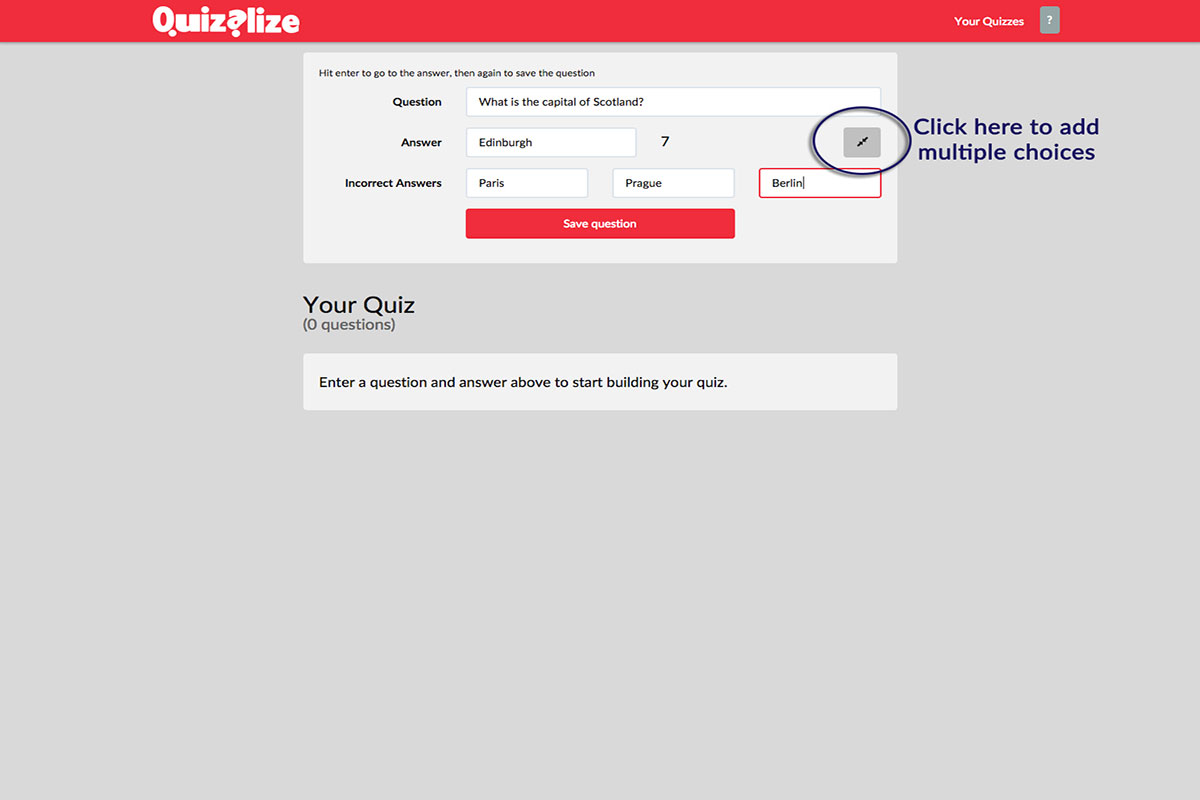 Quizalize
Your Quizzes ?
Hit enter to go to the answer, then again to save the question
Question What is the capital of Scotland?
Answer Edinburgh 7
Click here to add
multiple choices
Incorrect Answers Paris Prague Berlin
Save question
Your Quiz
(0 questions)
Enter a question and answer above to start building your quiz.